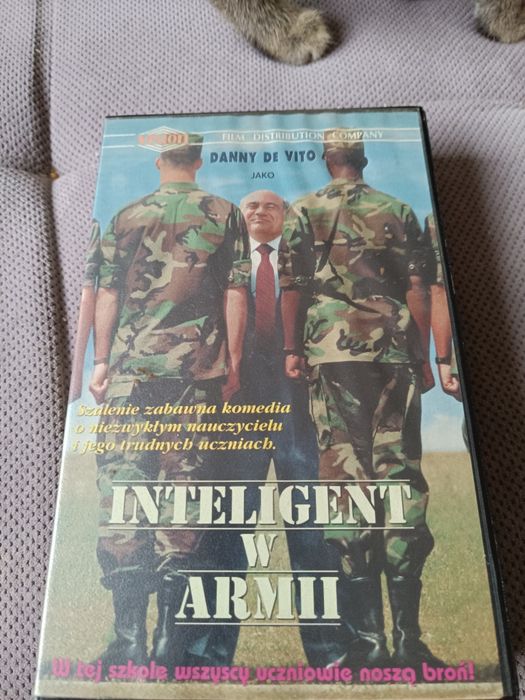 FILM DISTRIBUTION COMPANY
DANNY DE VITO
JAKO
Szalenie zabawna komedia
o niezwykłym nauczycielu
i jego trudnych uczniach.
INTELIGENT
W
ARMII
W tej szkole wszyscy uczniowie noszą broń!